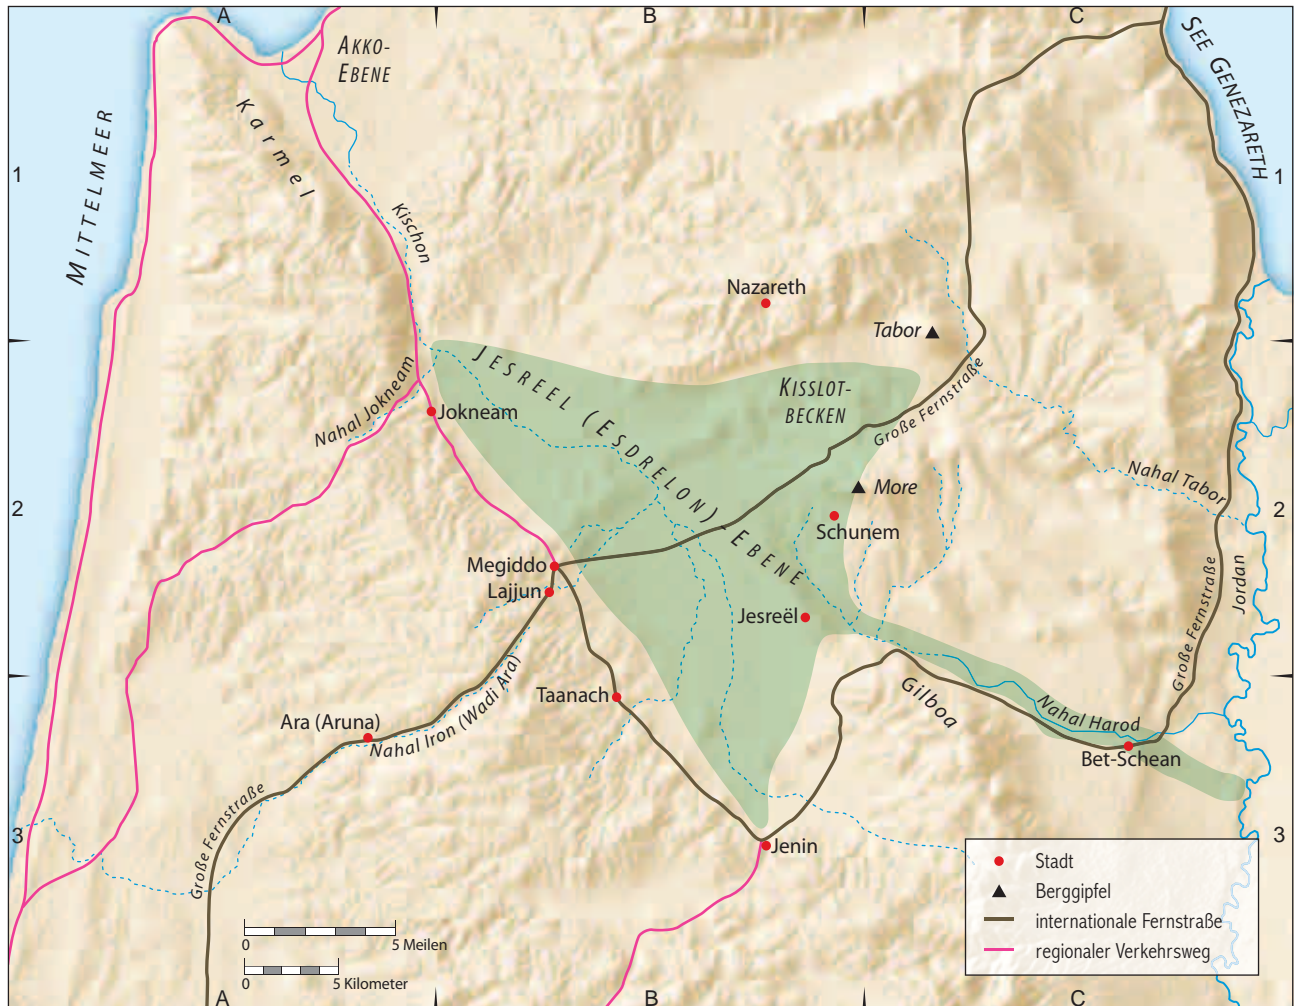 A
B
C
AKKO-
EBENE
SEE GENEZARETH
Karmel
MITTELMEER
1
1
Kischon
Nazareth
Tabor
JESREEL (ESDRELON)-EBENE
KISSLOT-
BECKEN
Große Fernstraße
Nahal Jokneam
Jokneam
Nahal Tabor
More
2
2
Schunem
Megiddo
Lajjun
Jordan
Große Fernstraße
Jesreël
Taanach
Gilboa
Ara (Aruna)
Nahal Iron (Wadi Ara)
Nahal Harod
Bet-Schean
Große Fernstraße
3
3
Jenin
Stadt
Berggipfel
internationale Fernstraße
regionaler Verkehrsweg
0 5 Meilen
0 5 Kilometer
A
B
C